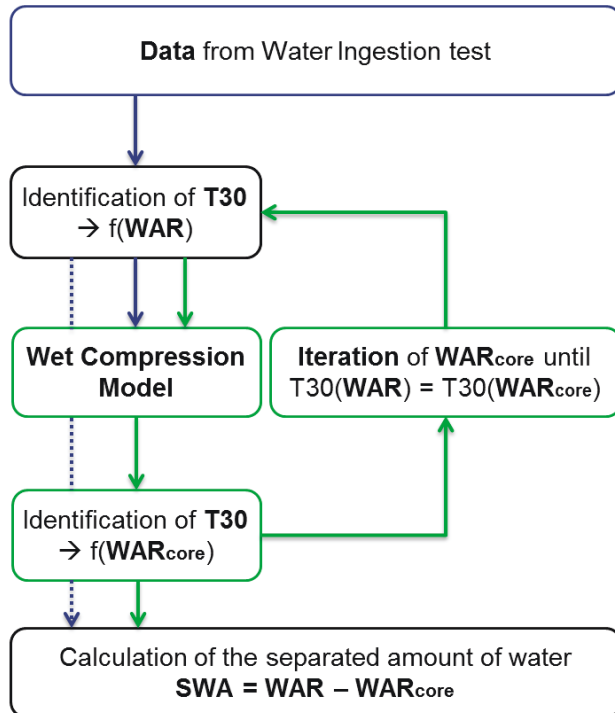 Data from Water Ingestion test
Identification of T30
→ f(WAR)
Wet Compression
Model
Iteration of WARcore until
T30(WAR) = T30(WARcore)
Identification of T30
→ f(WARcore)
Calculation of the separated amount of water
SWA = WAR – WARcore